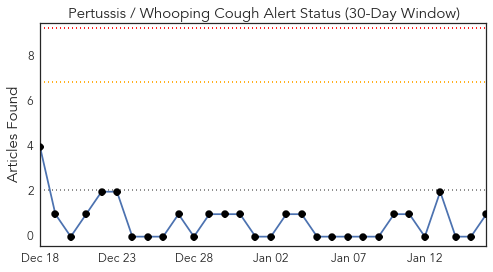 Pertussis / Whooping Cough Alert Status (30-Day Window)
Articles Found
8
6
4
2
0
Dec 18 Dec 23 Dec 28 Jan 02 Jan 07 Jan 12